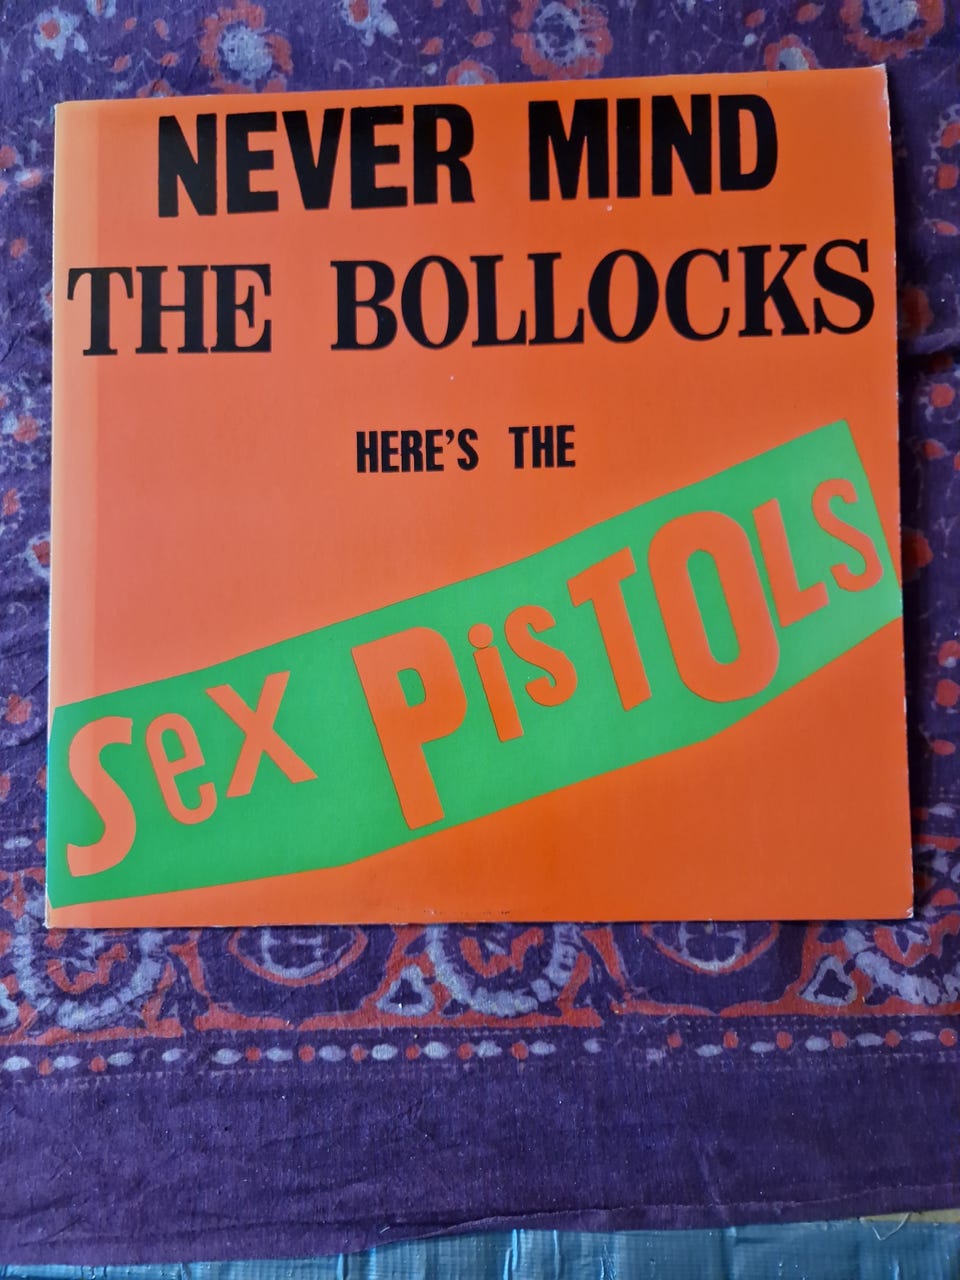 NEVER MIND
THE BOLLOCKS
HERE'S THE
Sex PisTOLS